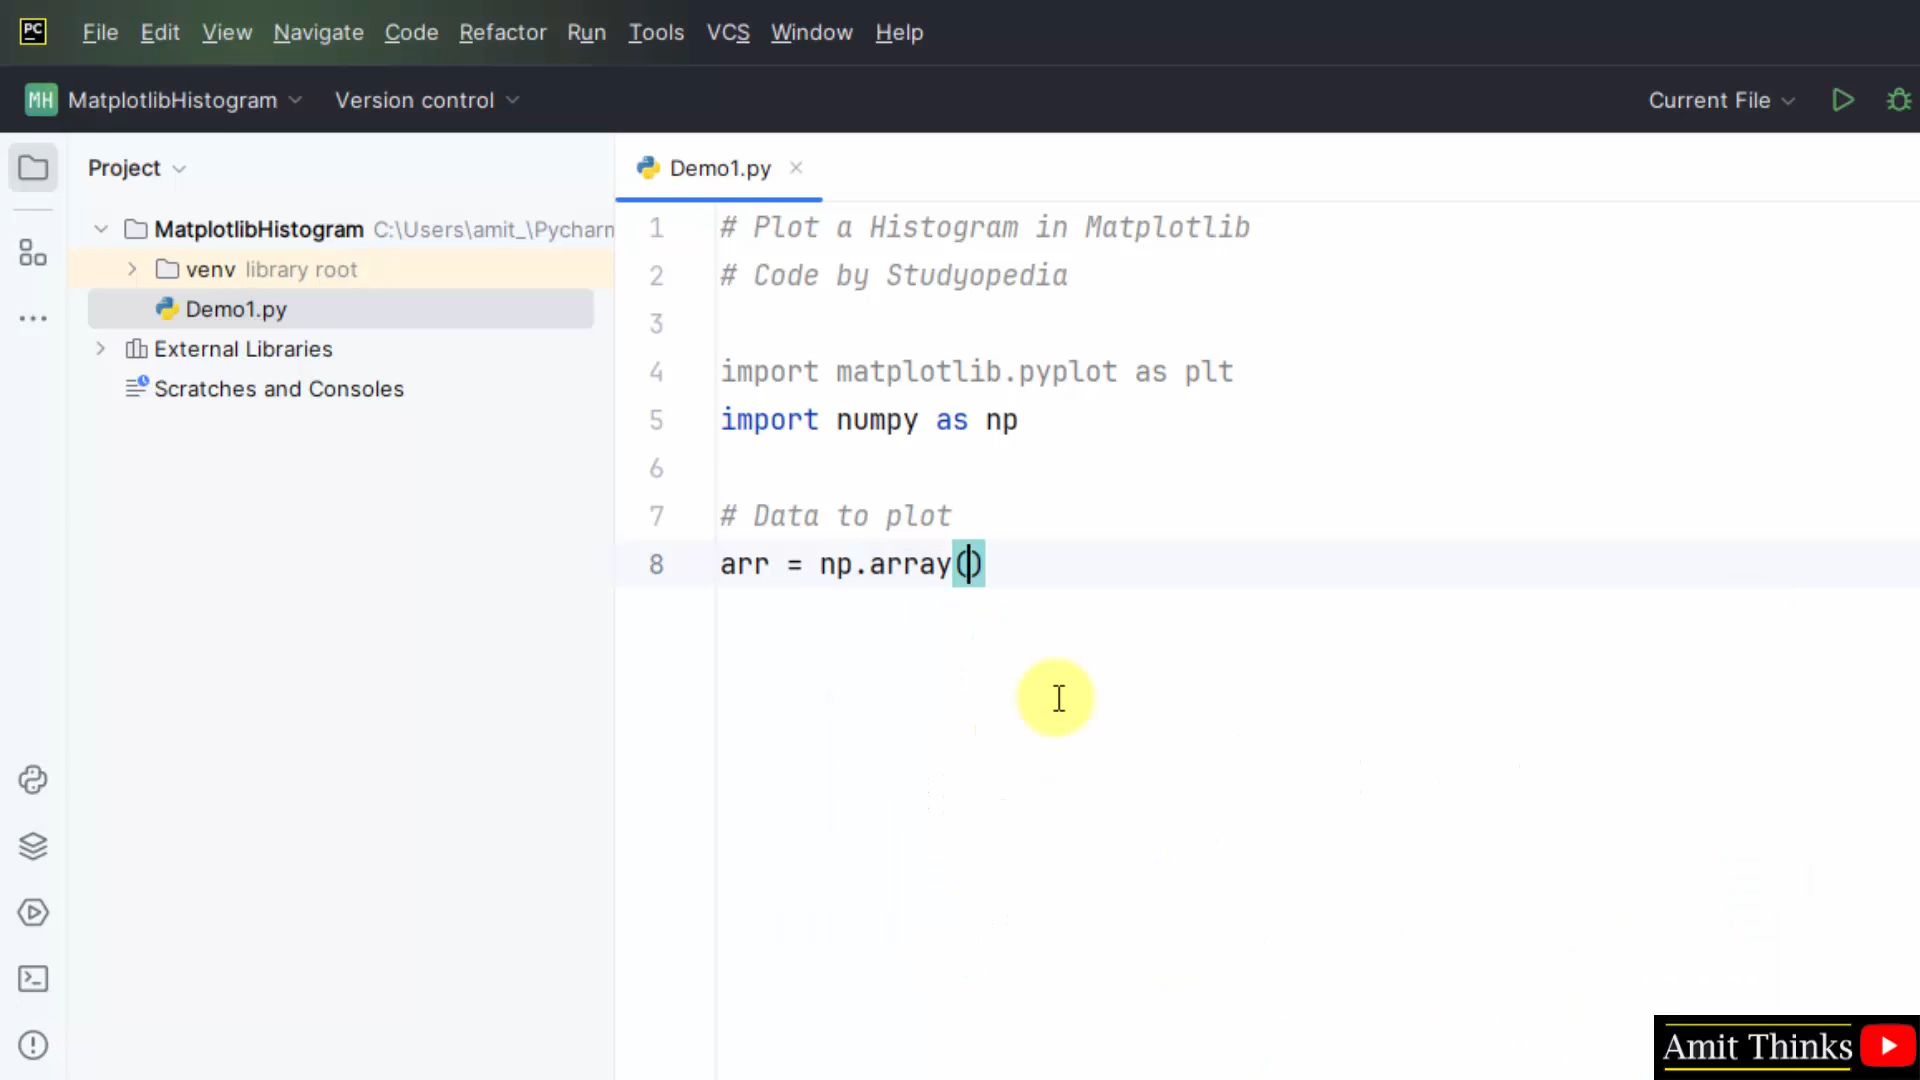 PC File Edit View Navigate Code Refactor Run Tools VCS Window Help
MH MatplotlibHistogram Version control Current File
Project
Demo1.py
MatplotlibHistogram C:\Users\amit_\Pycharm
venv library root
Demo1.py
External Libraries
Scratches and Consoles
1 # Plot a Histogram in Matplotlib
2 # Code by Studyopedia
3
4 import matplotlib.pyplot as plt
5 import numpy as np
6
7 # Data to plot
8 arr = np.array()
Amit Thinks